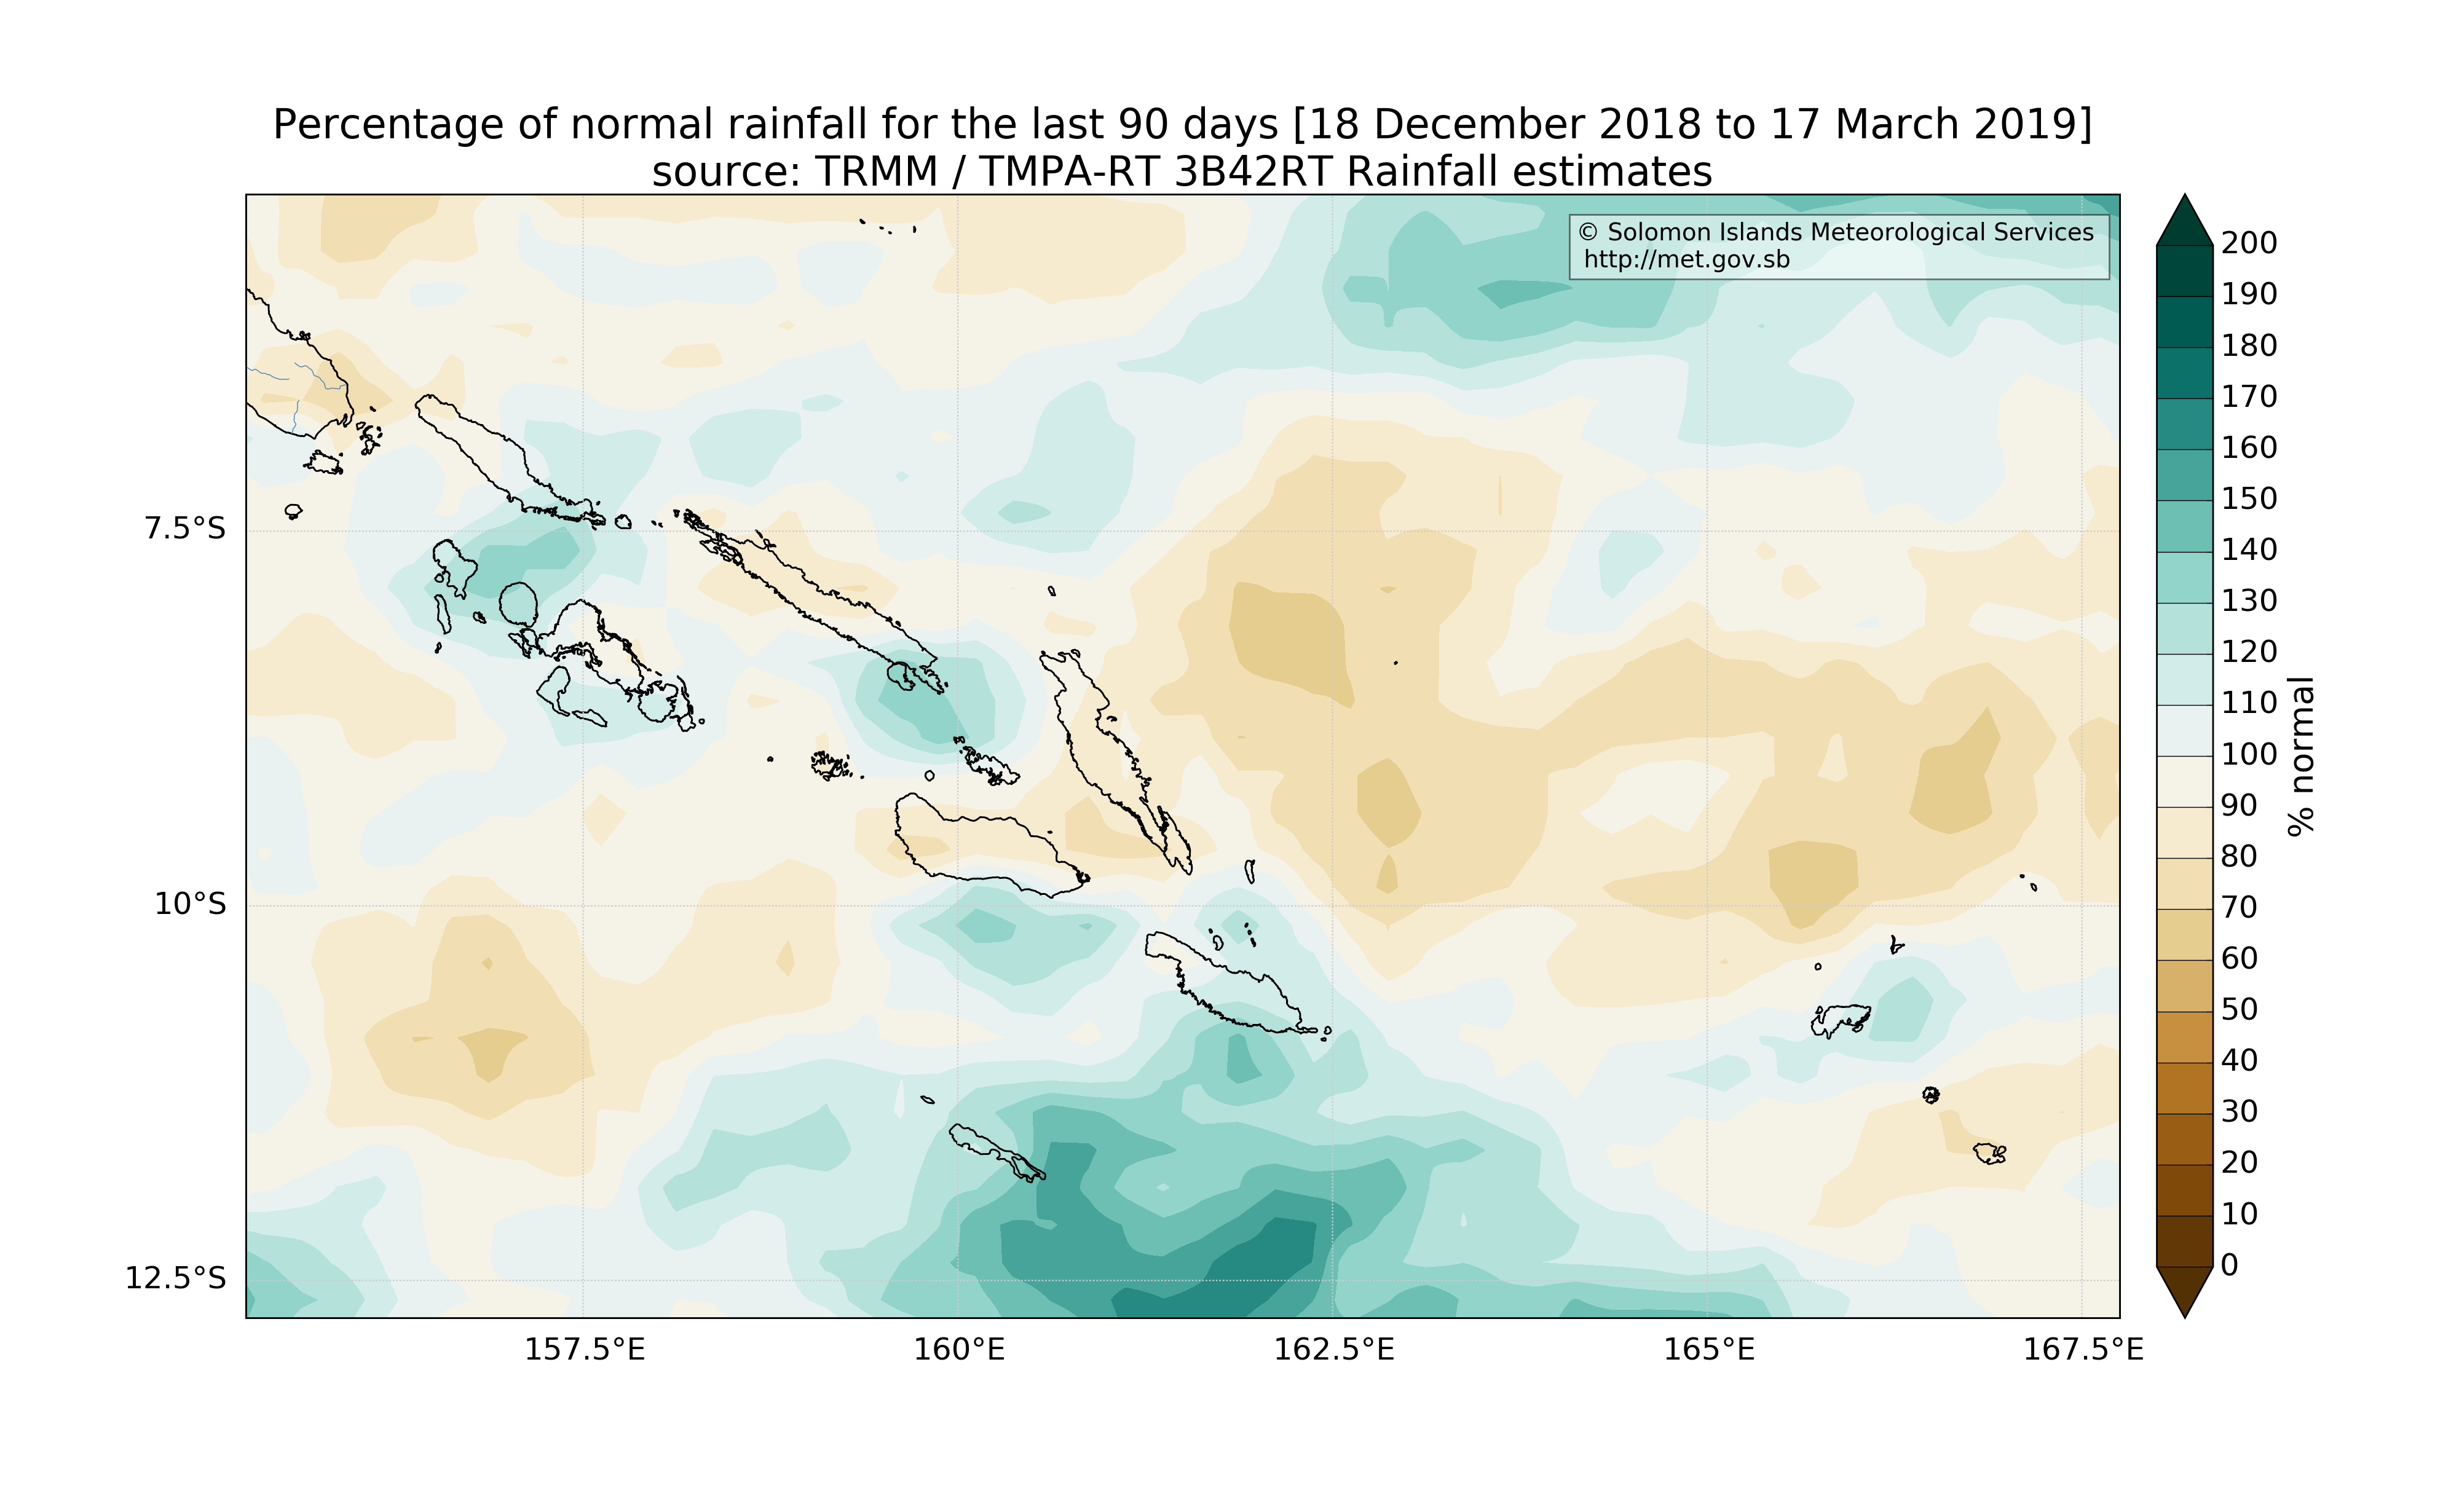 Percentage of normal rainfall for the last 90 days [18 December 2018 to 17 March 2019]
source: TRMM / TMPA-RT 3B42RT Rainfall estimates
© Solomon Islands Meteorological Services
http://met.gov.sb
7.5°S
10°S
12.5°S
157.5°E
160°E
162.5°E
165°E
167.5°E
200
190
180
170
160
150
140
130
120
110
100
90
80
70
60
50
40
30
20
10
0
% normal